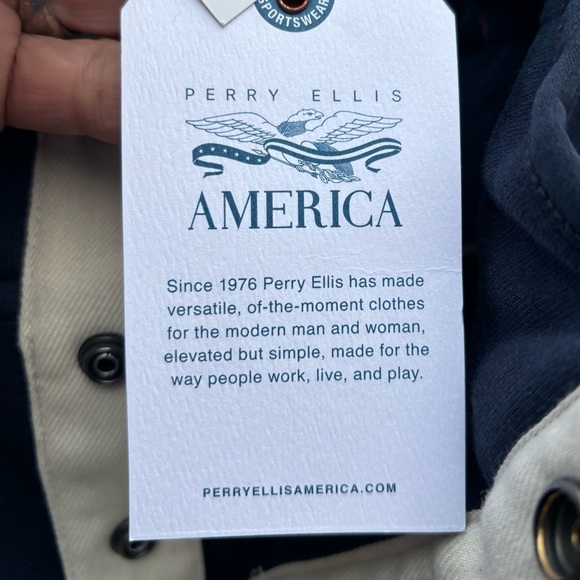 SPORTSWEAR
PERRY ELLIS
AMERICA
Since 1976 Perry Ellis has made
versatile, of-the-moment clothes
for the modern man and woman,
elevated but simple, made for the
way people work, live, and play.
PERRYELLISAMERICA.COM